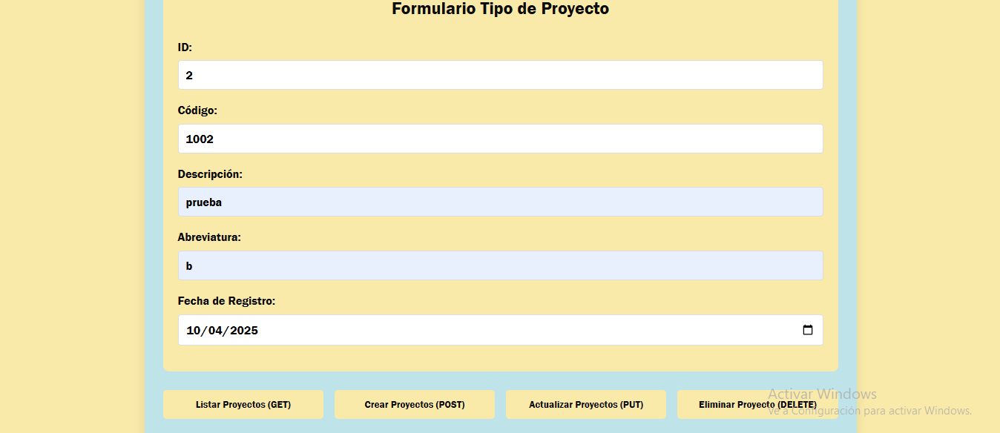 Formulario Tipo de Proyecto
ID:
2
Código:
1002
Descripción:
prueba
Abreviatura:
b
Fecha de Registro:
10/04/2025
Listar Proyectos (GET) Crear Proyectos (POST) Actualizar Proyectos (PUT) Eliminar Proyecto (DELETE)
Activar Windows
Ve a Configuración para activar Windows.